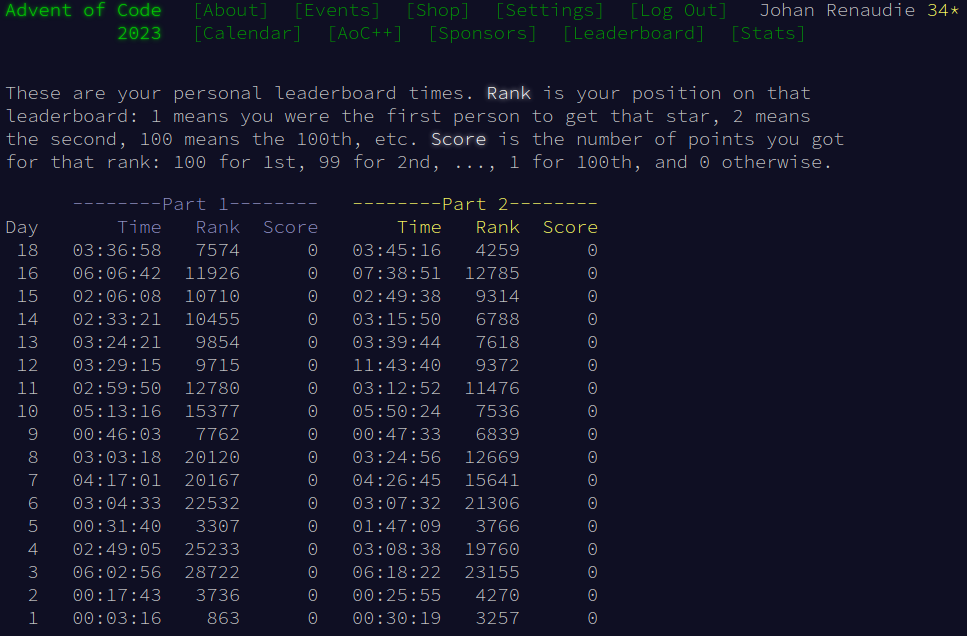 Advent of Code [About] [Events] [Shop] [Settings] [Log Out] Johan Renaudie 34*
2023 [Calendar] [AoC++] [Sponsors] [Leaderboard] [Stats]
These are your personal leaderboard times. Rank is your position on that
leaderboard: 1 means you were the first person to get that star, 2 means
the second, 100 means the 100th, etc. Score is the number of points you got
for that rank: 100 for 1st, 99 for 2nd, ..., 1 for 100th, and 0 otherwise.
--------Part 1-------- --------Part 2--------
Day Time Rank Score Time Rank Score
18 03:36:58 7574 0 03:45:16 4259 0
16 06:06:42 11926 0 07:38:51 12785 0
15 02:06:08 10710 0 02:49:38 9314 0
14 02:33:21 10455 0 03:15:50 6788 0
13 03:24:21 9854 0 03:39:44 7618 0
12 03:29:15 9715 0 11:43:40 9372 0
11 02:59:50 12780 0 03:12:52 11476 0
10 05:13:16 15377 0 05:50:24 7536 0
9 00:46:03 7762 0 00:47:33 6839 0
8 03:03:18 20120 0 03:24:56 12669 0
7 04:17:01 20167 0 04:26:45 15641 0
6 03:04:33 22532 0 03:07:32 21306 0
5 00:31:40 3307 0 01:47:09 3766 0
4 02:49:05 25233 0 03:08:38 19760 0
3 06:02:56 28722 0 06:18:22 23155 0
2 00:17:43 3736 0 00:25:55 4270 0
1 00:03:16 863 0 00:30:19 3257 0